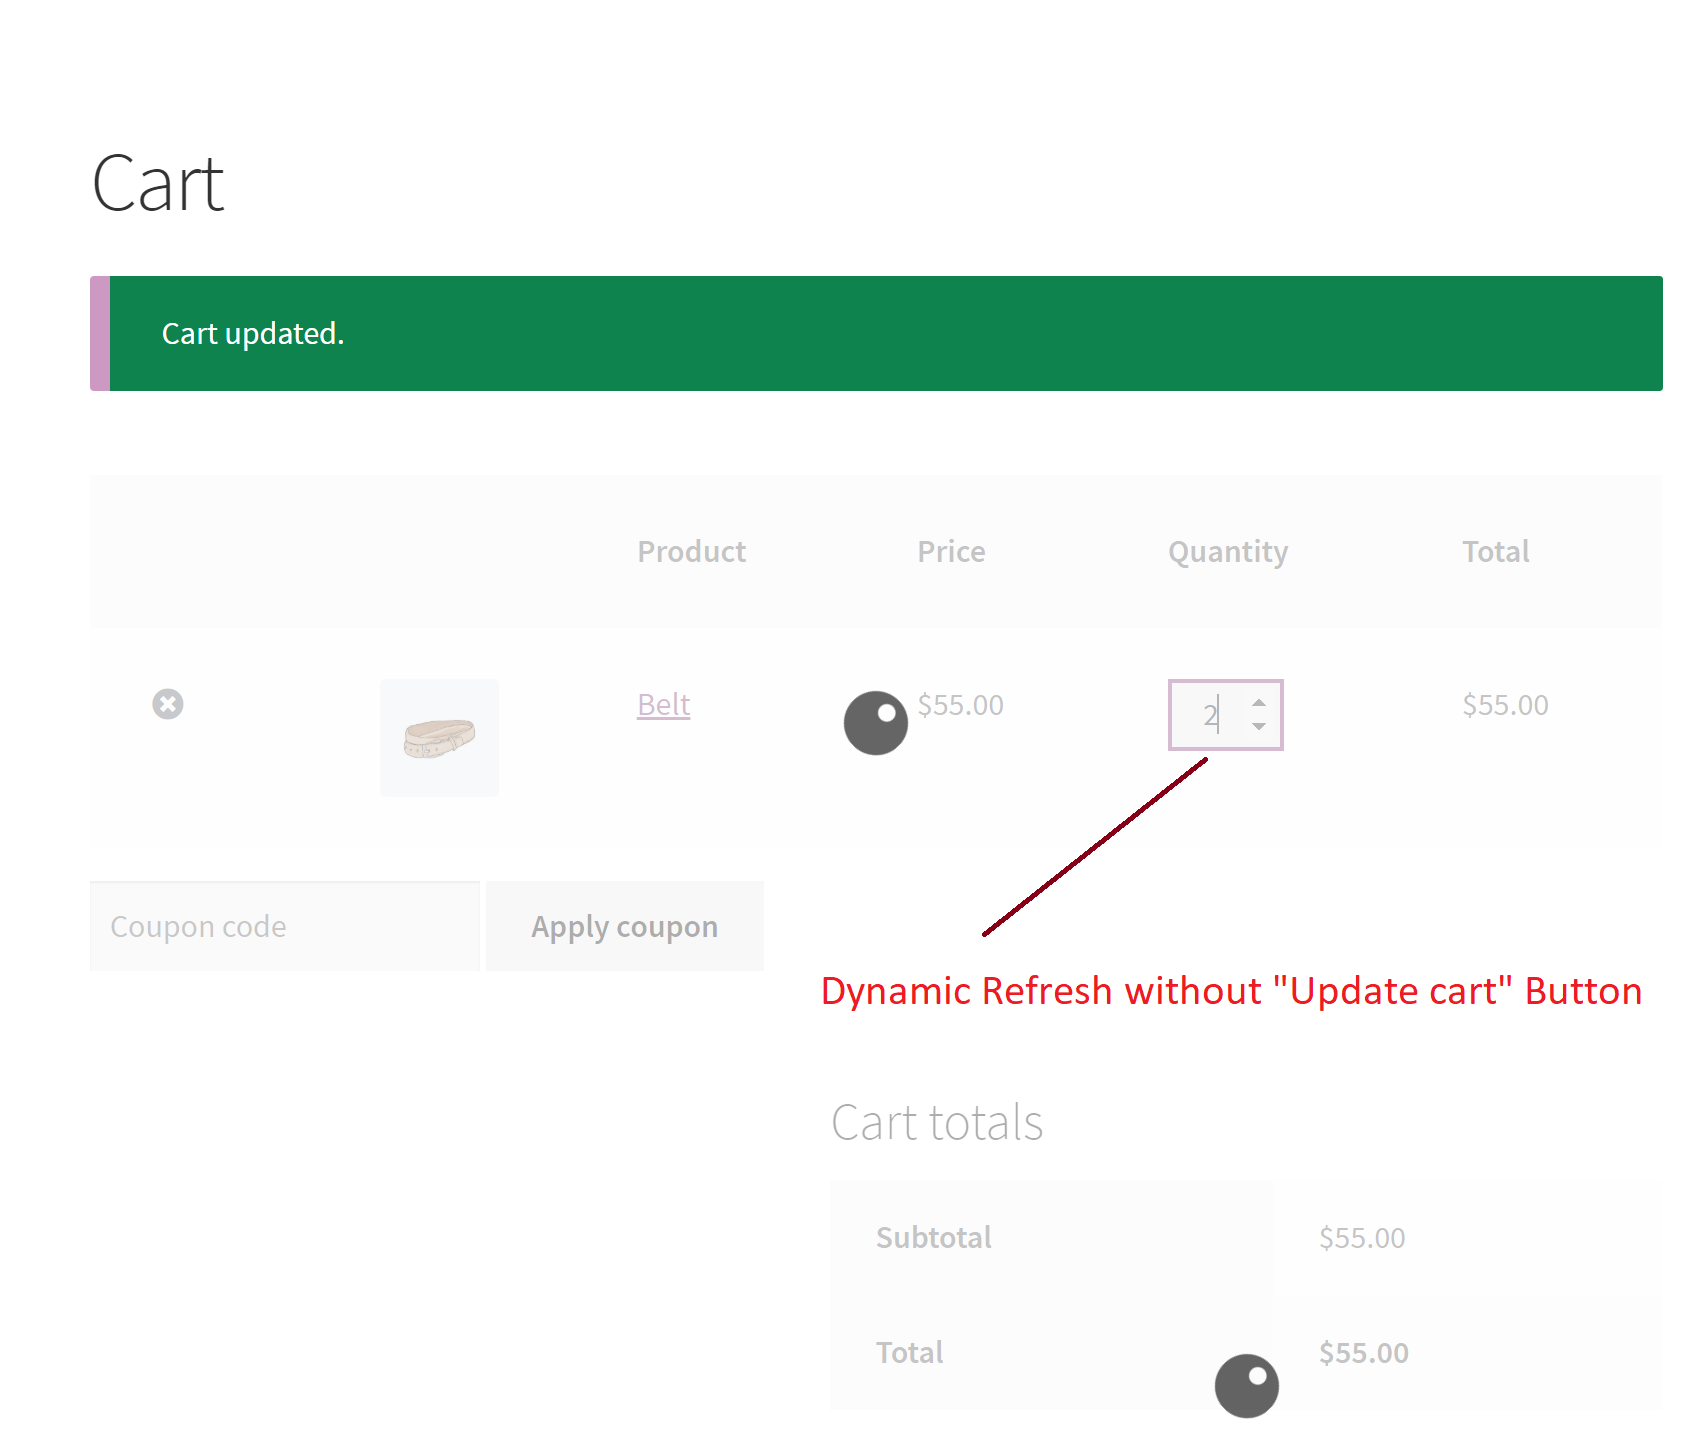 Cart
Cart updated.
Product Price Quantity Total
Belt $55.00 2 $55.00
Coupon code Apply coupon
Dynamic Refresh without "Update cart" Button
Cart totals
Subtotal $55.00
Total $55.00